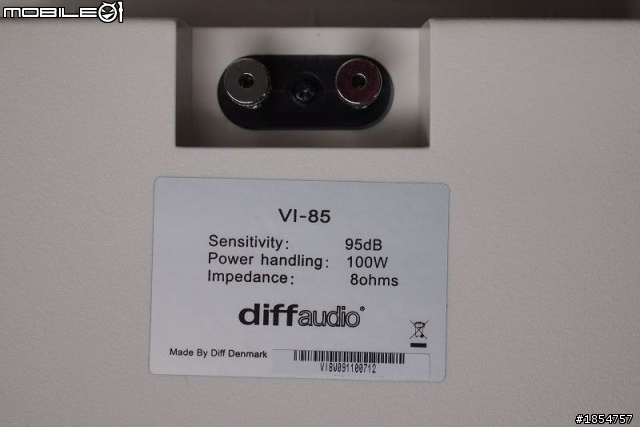 MOBILE01
VI-85
Sensitivity: 95dB
Power handling: 100W
Impedance: 8ohms
diffaudio®
Made By Diff Denmark
VI8W091100712
#1854757